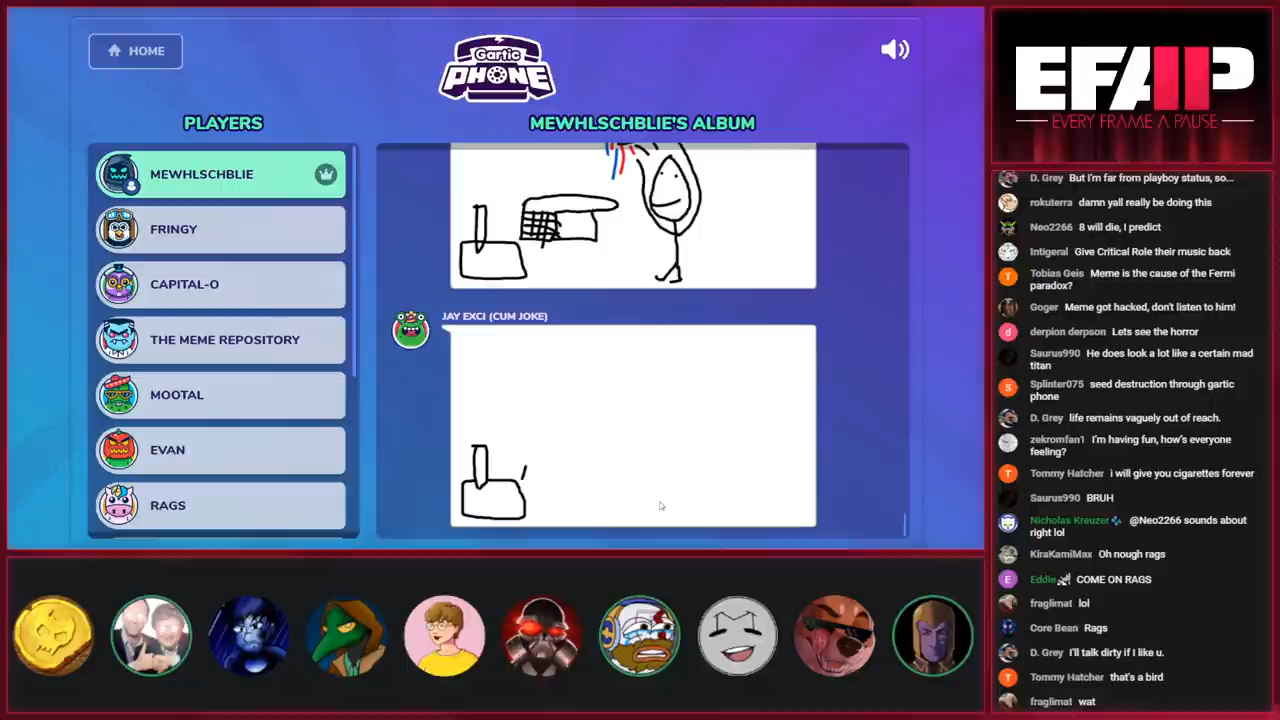 HOME
Gartic
PHONE
PLAYERS
MEWHLSCHBLIE
FRINGY
CAPITAL-O
THE MEME REPOSITORY
MOOTAL
EVAN
RAGS
MEWHLSCHBLIE'S ALBUM
JAY EXCI (CUM JOKE)
EFAP
EVERY FRAME A PAUSE
D. Grey But I'm far from playboy status, so...
rokuterra damn yall really be doing this
Neo2266 8 will die, I predict
Intigeral Give Critical Role their music back
Tobias Geis Meme is the cause of the Fermi
paradox?
Goger Meme got hacked, don't listen to him!
derpion derpson Lets see the horror
Saurus990 He does look a lot like a certain mad
titan
Splinter075 seed destruction through gartic
phone
D. Grey life remains vaguely out of reach.
zekromfan1 I'm having fun, how's everyone
feeling?
Tommy Hatcher i will give you cigarettes forever
Saurus990 BRUH
Nicholas Kreuzer @Neo2266 sounds about
right lol
KiraKamiMax Oh nough rags
Eddie COME ON RAGS
fraglimat lol
Core Bean Rags
D. Grey I'll talk dirty if I like u.
Tommy Hatcher that's a bird
fraglimat wat